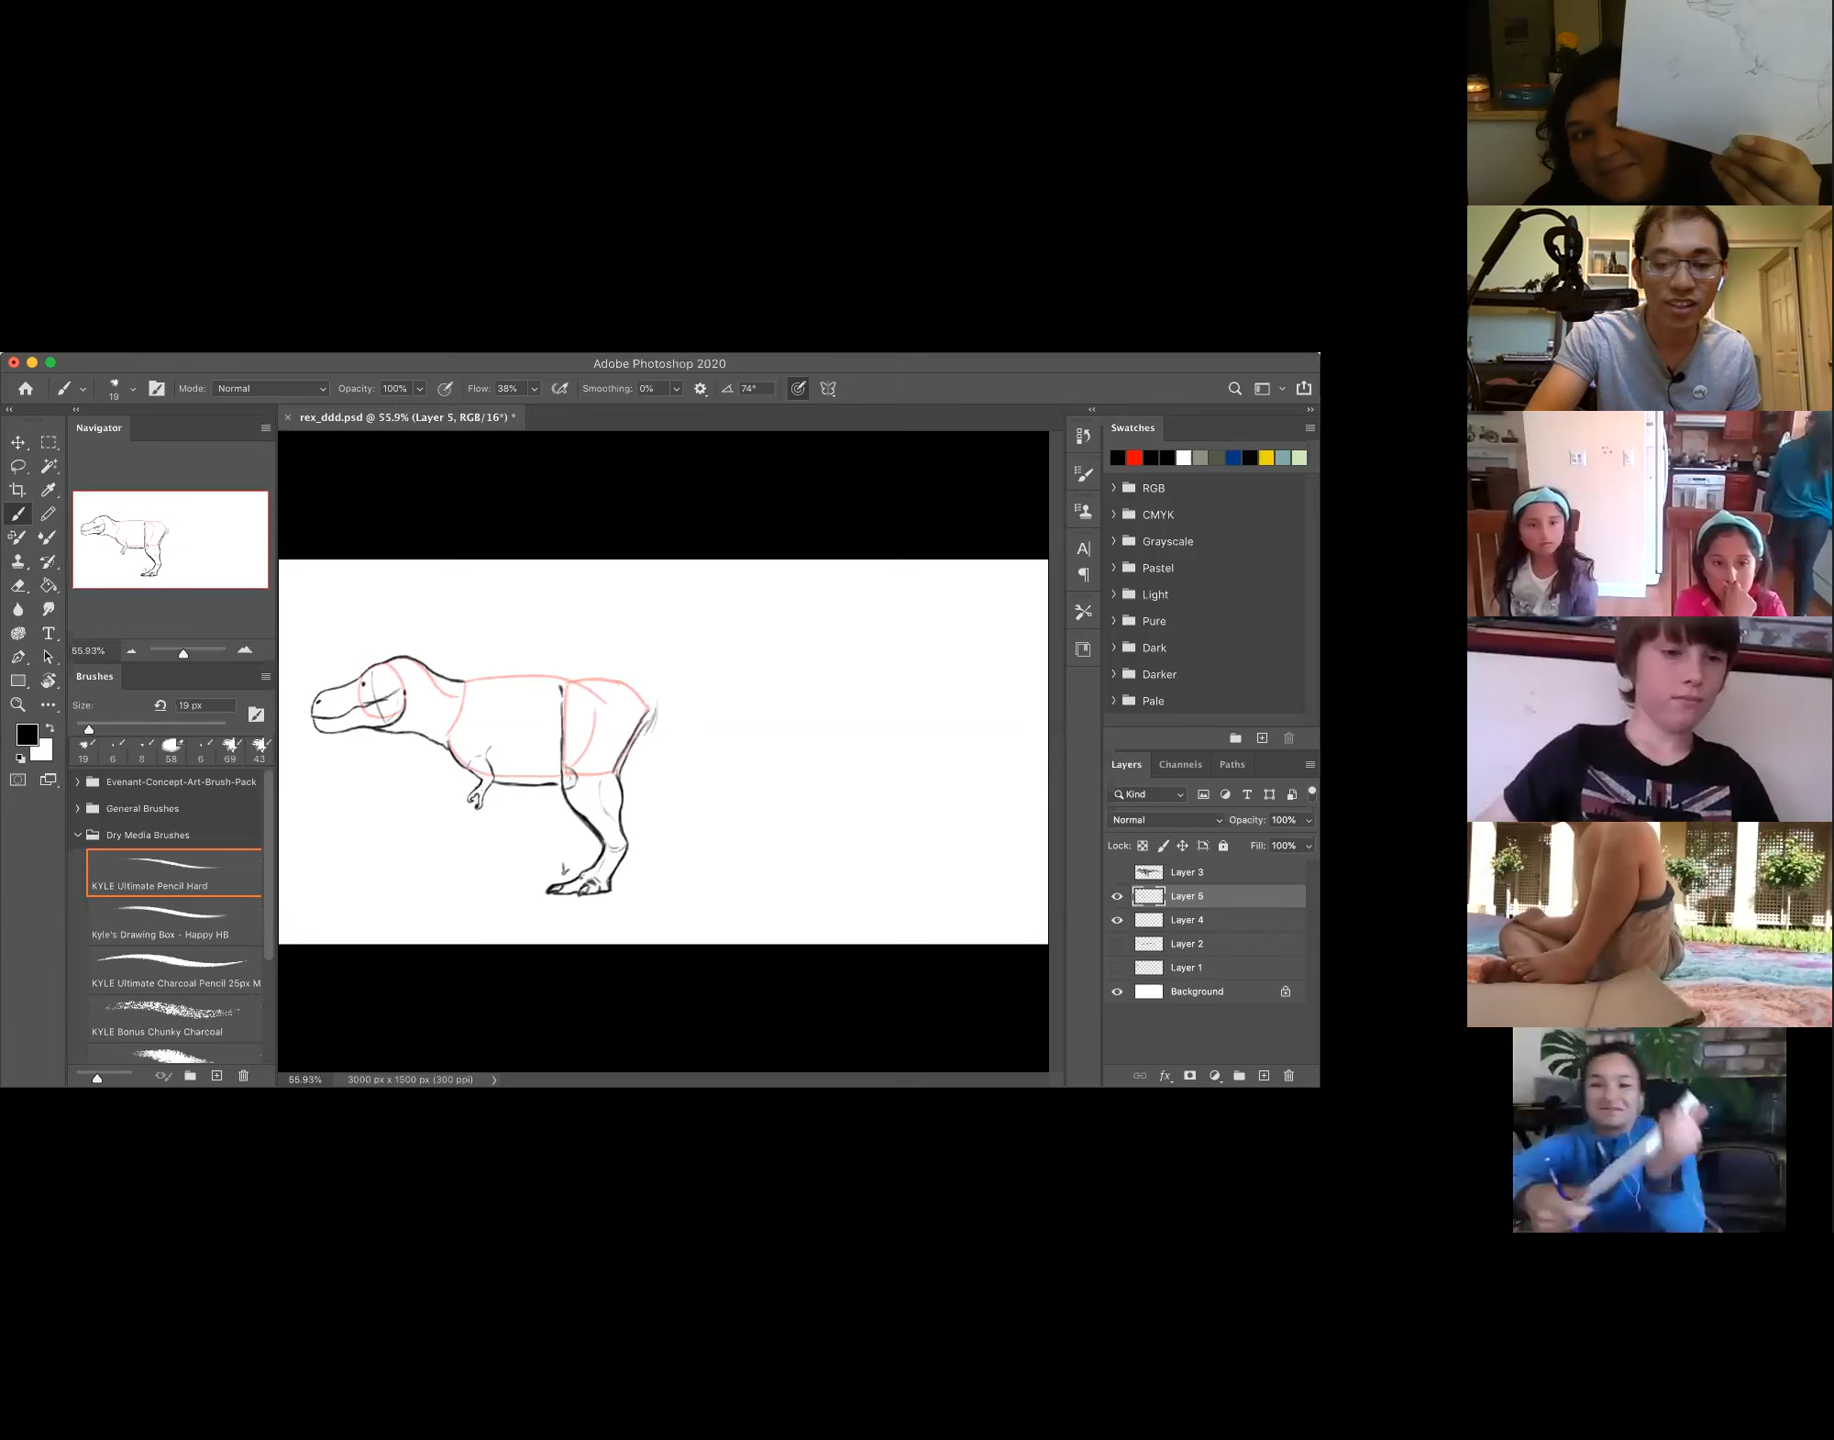 Adobe Photoshop 2020
19
Mode: Normal
Opacity: 100%
Flow: 38%
Smoothing: 0%
74°
rex_ddd.psd @ 55.9% (Layer 5, RGB/16*) *
Navigator
55.93%
Brushes
Size:
19 px
19 6 8 58 6 69 43
Evenant-Concept-Art-Brush-Pack
General Brushes
Dry Media Brushes
KYLE Ultimate Pencil Hard
Kyle's Drawing Box - Happy HB
KYLE Ultimate Charcoal Pencil 25px M
KYLE Bonus Chunky Charcoal
55.93%
3000 px x 1500 px (300 ppi)
Swatches
RGB
CMYK
Grayscale
Pastel
Light
Pure
Dark
Darker
Pale
Layers Channels Paths
Kind
Normal
Opacity: 100%
Lock:
Fill: 100%
Layer 3
Layer 5
Layer 4
Layer 2
Layer 1
Background